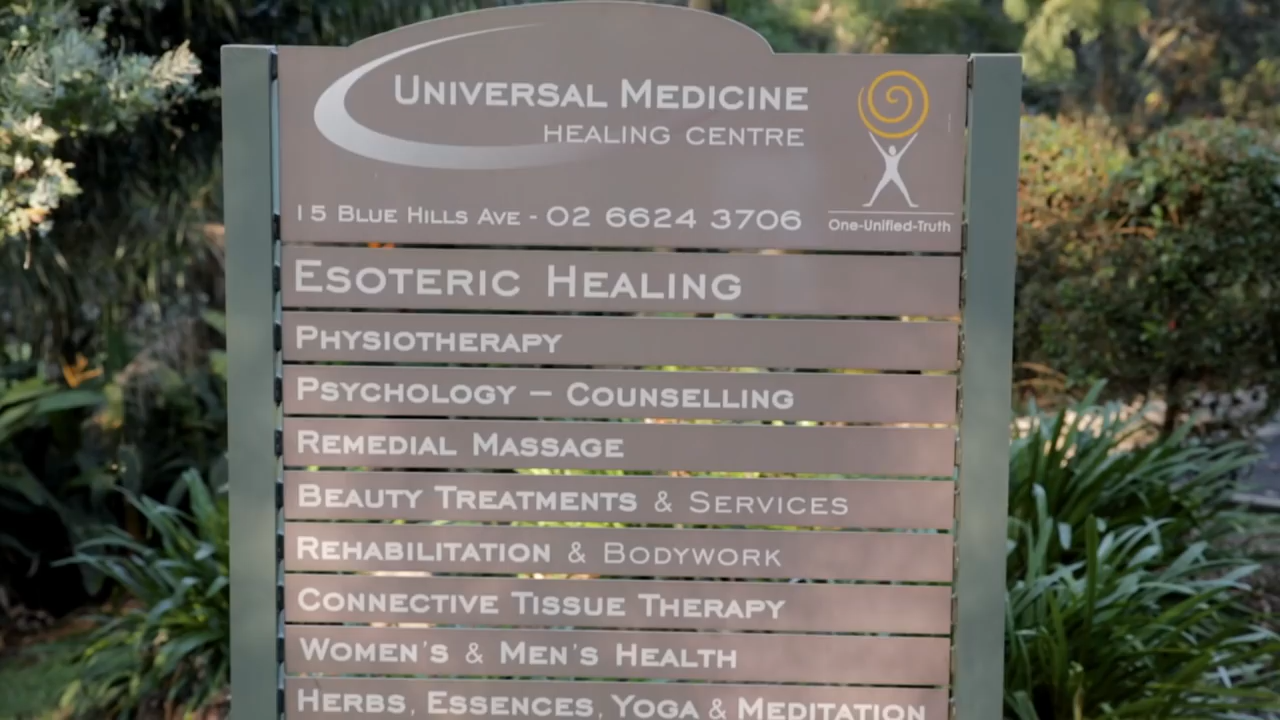 UNIVERSAL MEDICINE
HEALING CENTRE
15 BLUE HILLS AVE - 02 6624 3706
One-Unified-Truth
ESOTERIC HEALING
PHYSIOTHERAPY
PSYCHOLOGY – COUNSELLING
REMEDIAL MASSAGE
BEAUTY TREATMENTS & SERVICES
REHABILITATION & BODYWORK
CONNECTIVE TISSUE THERAPY
WOMEN'S & MEN'S HEALTH
HERBS, ESSENCES, YOGA & MEDITATION